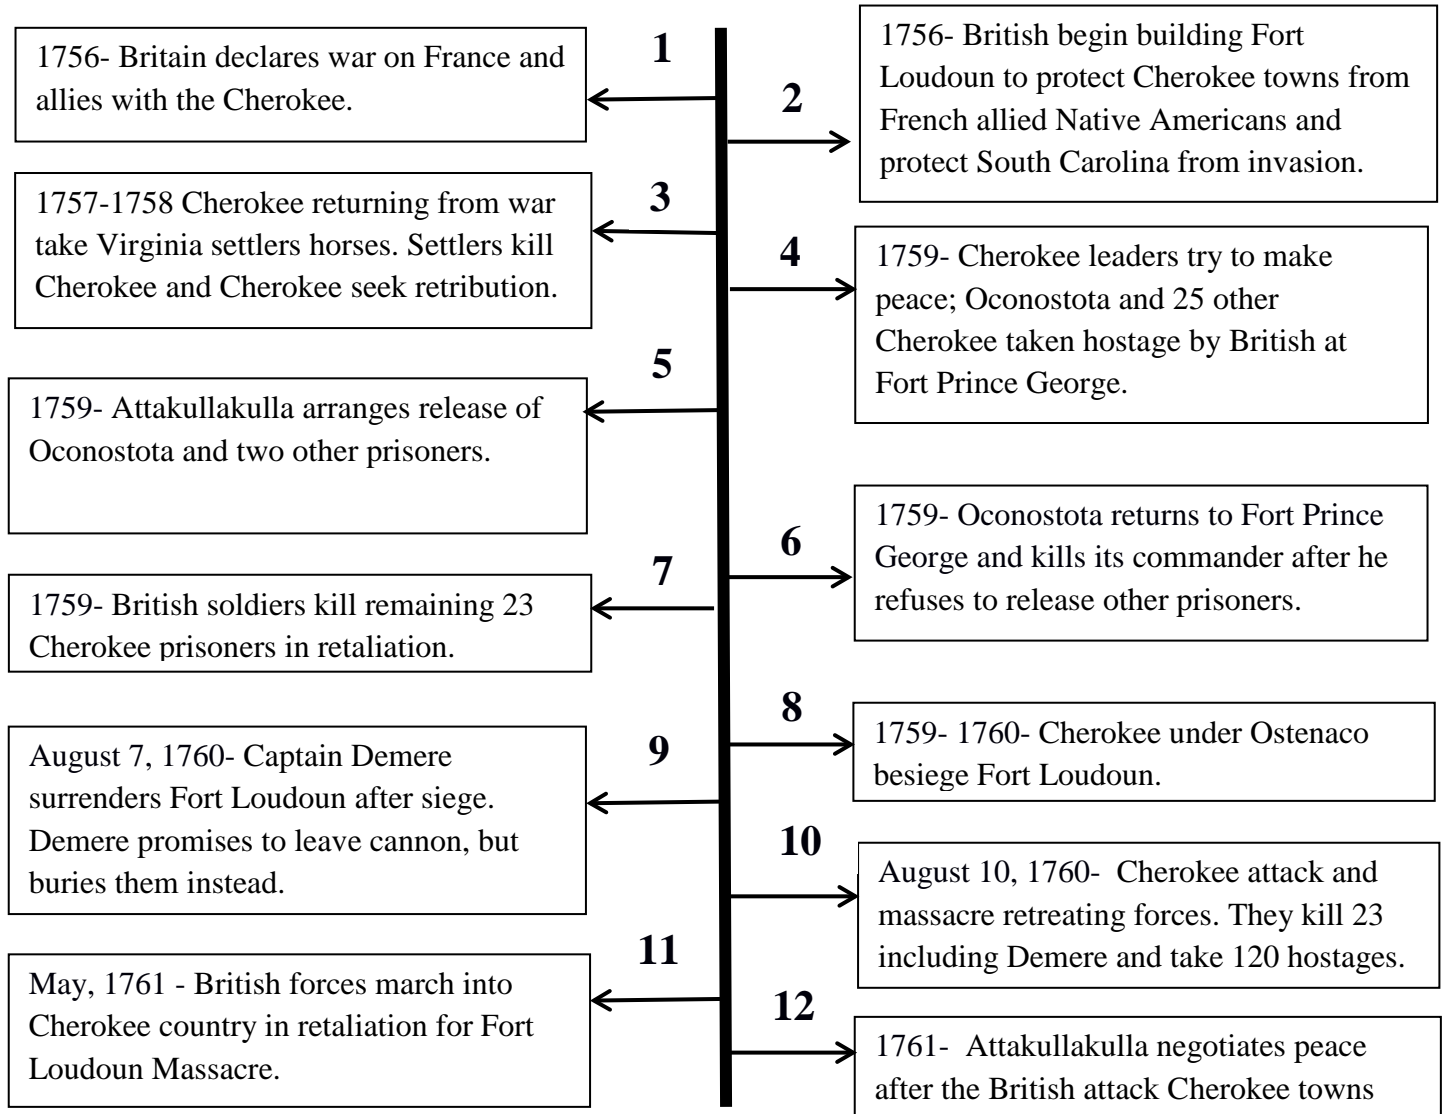 1
1756- Britain declares war on France and
allies with the Cherokee.
2
1756- British begin building Fort
Loudoun to protect Cherokee towns from
French allied Native Americans and
protect South Carolina from invasion.
3
1757-1758 Cherokee returning from war
take Virginia settlers horses. Settlers kill
Cherokee and Cherokee seek retribution.
4
1759- Cherokee leaders try to make
peace; Oconostota and 25 other
Cherokee taken hostage by British at
Fort Prince George.
5
1759- Attakullakulla arranges release of
Oconostota and two other prisoners.
6
1759- Oconostota returns to Fort Prince
George and kills its commander after he
refuses to release other prisoners.
7
1759- British soldiers kill remaining 23
Cherokee prisoners in retaliation.
8
1759- 1760- Cherokee under Ostenaco
besiege Fort Loudoun.
9
August 7, 1760- Captain Demere
surrenders Fort Loudoun after siege.
Demere promises to leave cannon, but
buries them instead.
10
August 10, 1760- Cherokee attack and
massacre retreating forces. They kill 23
including Demere and take 120 hostages.
11
May, 1761 - British forces march into
Cherokee country in retaliation for Fort
Loudoun Massacre.
12
1761- Attakullakulla negotiates peace
after the British attack Cherokee towns